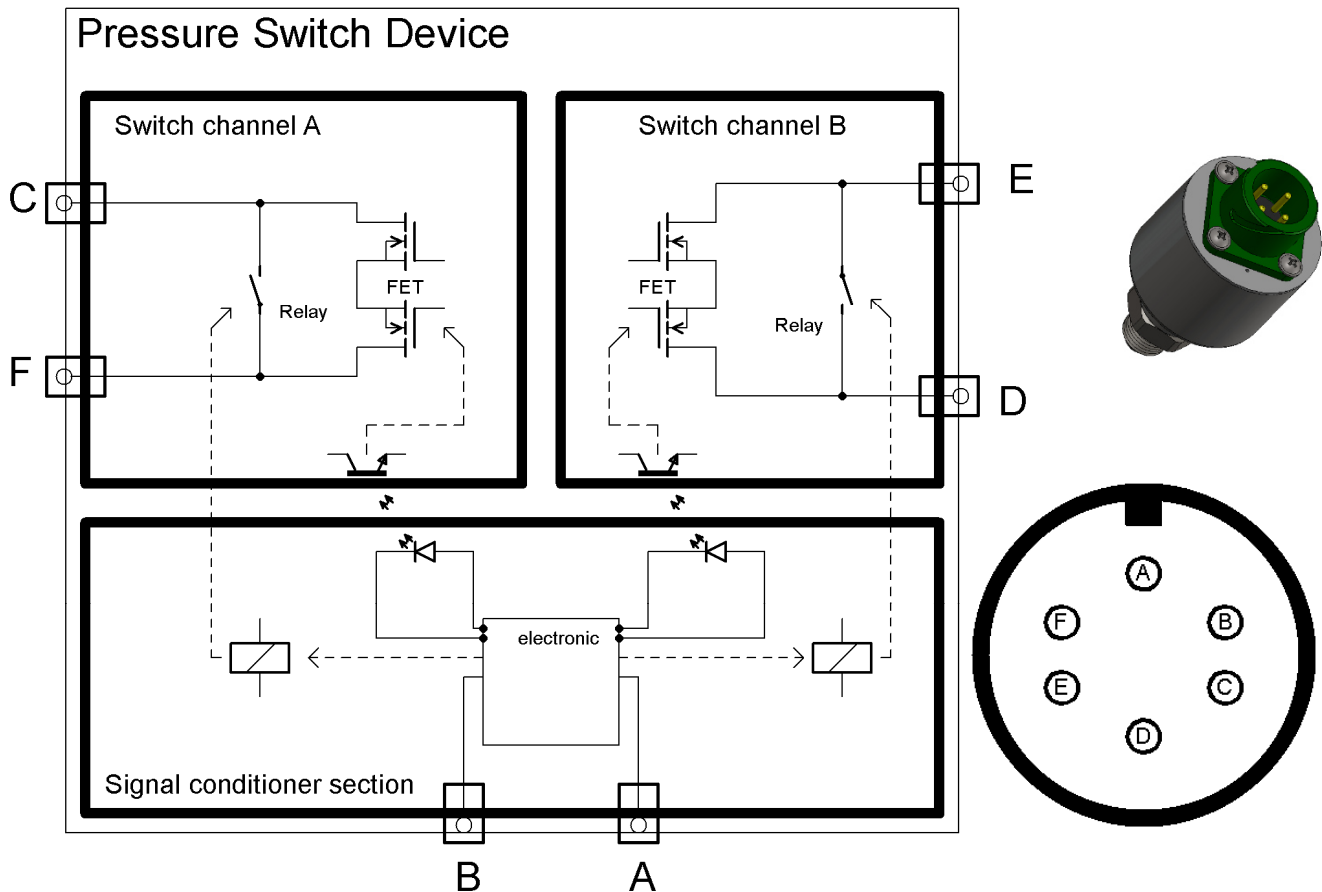 Pressure Switch Device
Switch channel A
Switch channel B
C
E
FET
FET
Relay
Relay
F
D
electronic
Signal conditioner section
B
A
A
F
B
E
C
D